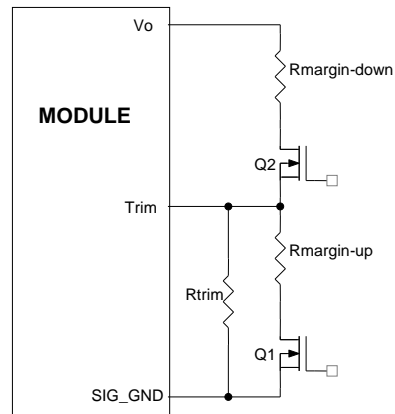 Vo
Rmargin-down
MODULE
Q2
Trim
Rmargin-up
Rtrim
Q1
SIG_GND